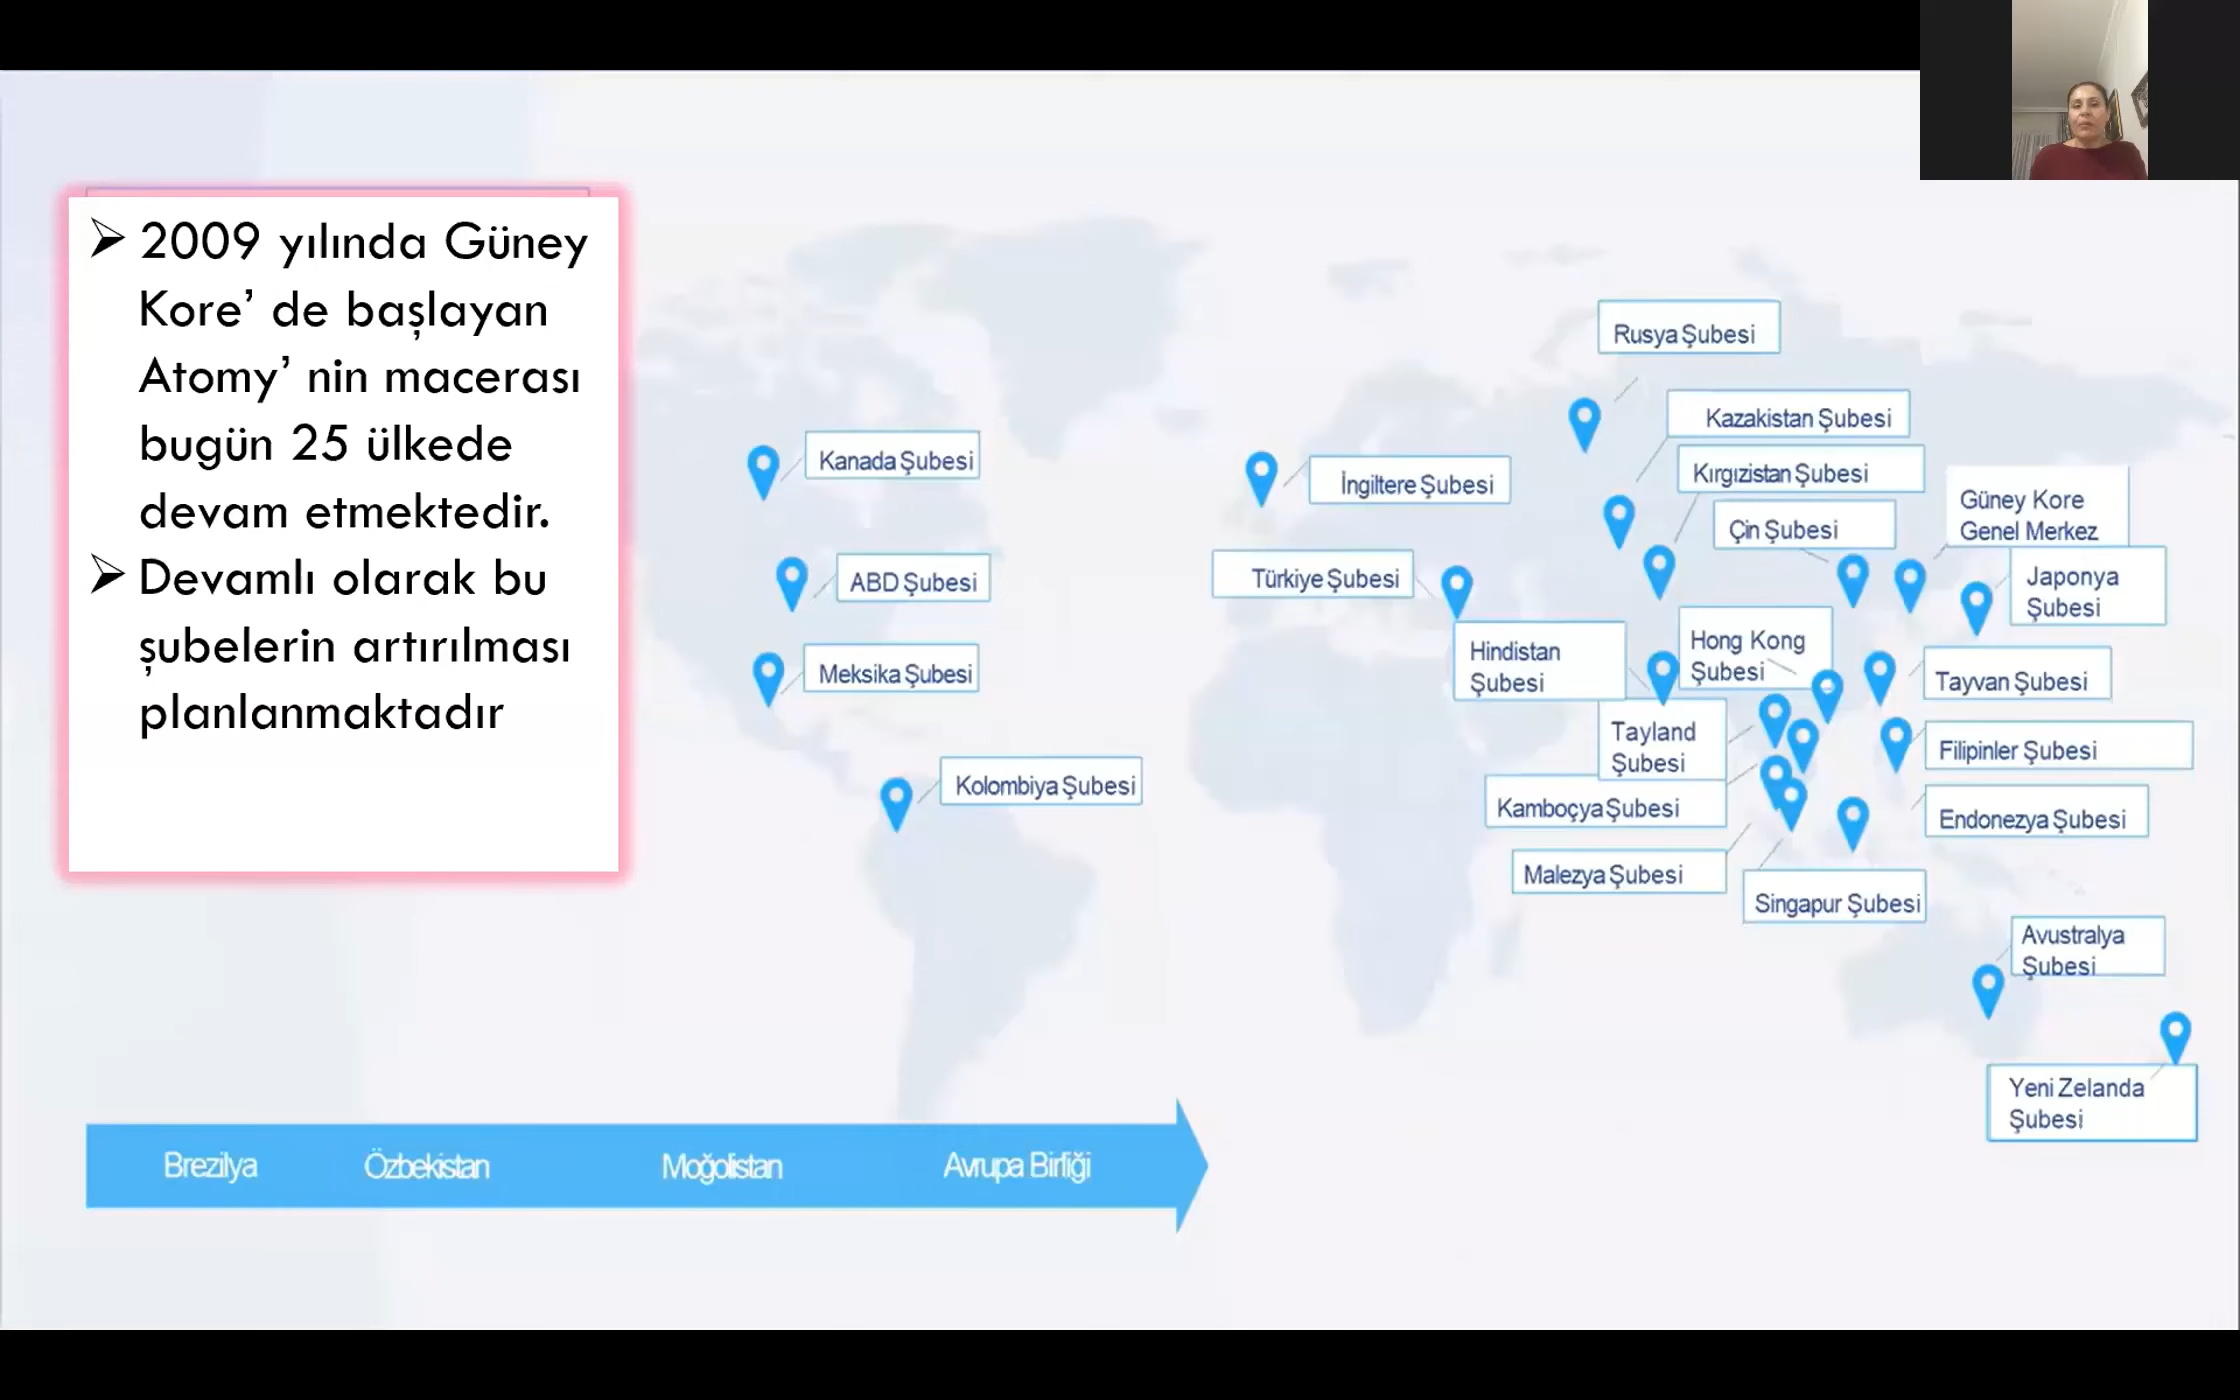 ➢ 2009 yılında Güney
Kore’ de başlayan
Atomy’ nin macerası
bugün 25 ülkede
devam etmektedir.
➢ Devamlı olarak bu
şubelerin artırılması
planlanmaktadır
Rusya Şubesi
Kazakistan Şubesi
Kanada Şubesi
Kırgızistan Şubesi
İngiltere Şubesi
Güney Kore
Genel Merkez
Çin Şubesi
ABD Şubesi
Türkiye Şubesi
Japonya
Şubesi
Hindistan
Şubesi
Hong Kong
Şubesi
Meksika Şubesi
Tayvan Şubesi
Tayland
Şubesi
Filipinler Şubesi
Kolombiya Şubesi
Kamboçya Şubesi
Endonezya Şubesi
Malezya Şubesi
Singapur Şubesi
Avustralya
Şubesi
Yeni Zelanda
Şubesi
Brezilya Özbekistan Moğolistan Avrupa Birliği